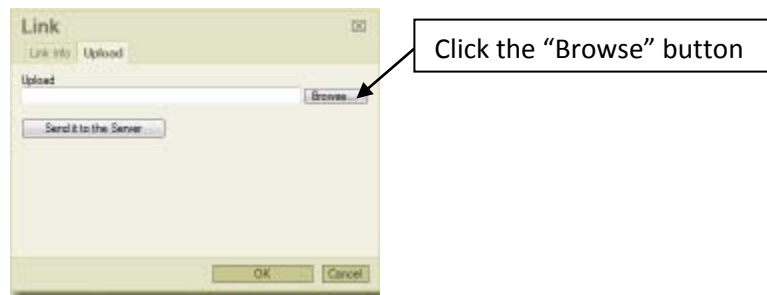 Link
Link Info Upload
Upload
Browse...
Send it to the Server
OK Cancel
Click the “Browse” button